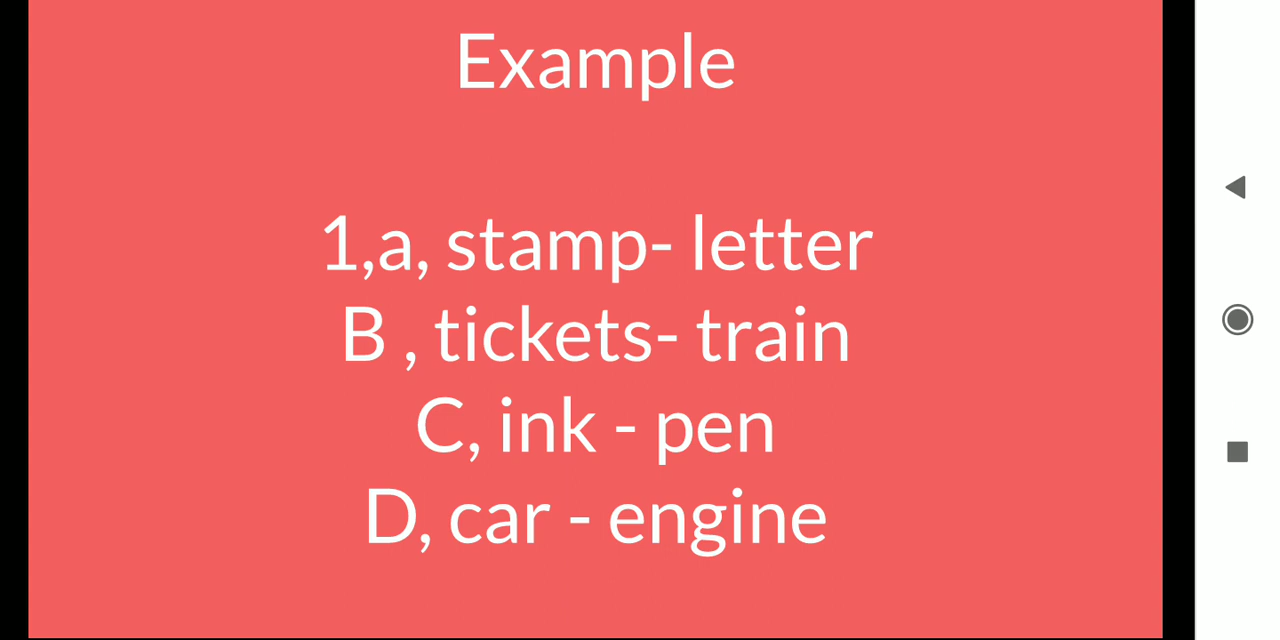 Example
1,a, stamp- letter
B , tickets- train
C, ink - pen
D, car - engine